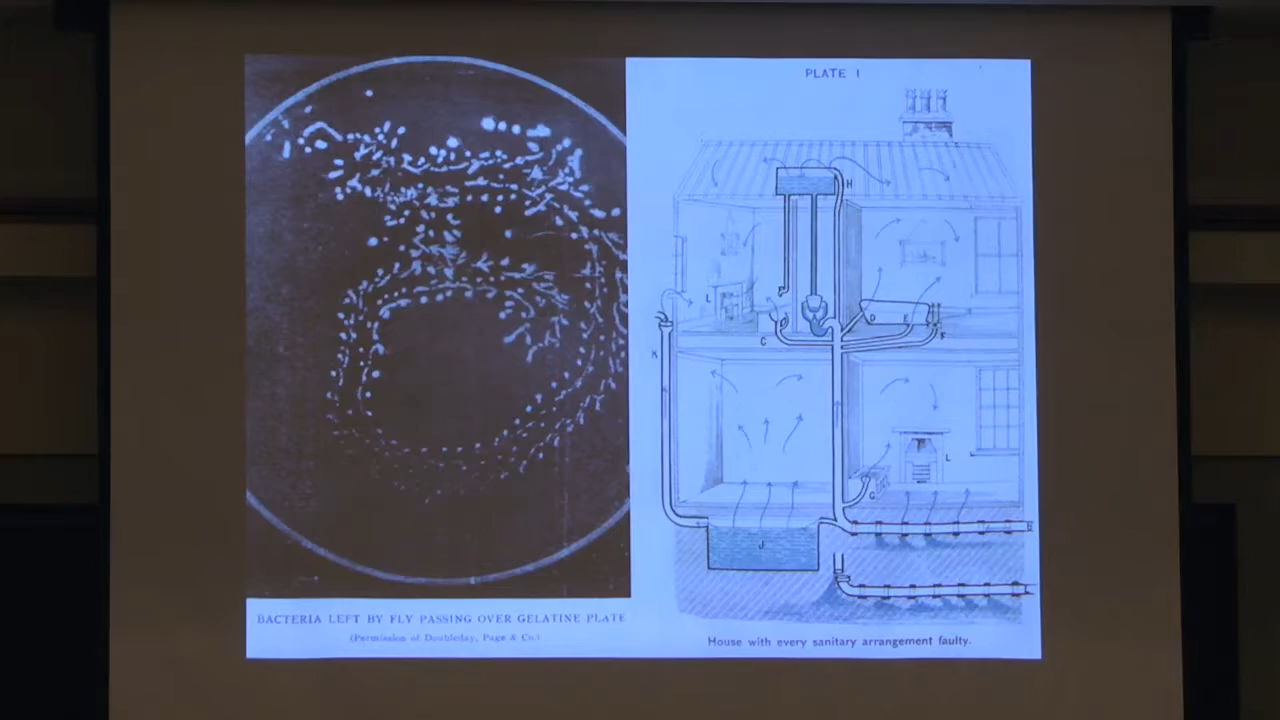 BACTERIA LEFT BY FLY PASSING OVER GELATINE PLATE
(Permission of Doubleday, Page & Co.)
PLATE I
H
L
D
E
F
C
K
L
G
J
House with every sanitary arrangement faulty.